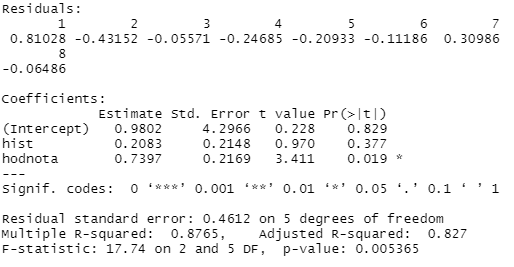 Residuals:
1 2 3 4 5 6 7
0.81028 -0.43152 -0.05571 -0.24685 -0.20933 -0.11186 0.30986
8
-0.06486
Coefficients:
Estimate Std. Error t value Pr(>|t|)
(Intercept) 0.9802 4.2966 0.228 0.829
hist 0.2083 0.2148 0.970 0.377
hodnota 0.7397 0.2169 3.411 0.019 *
---
Signif. codes: 0 ‘***’ 0.001 ‘**’ 0.01 ‘*’ 0.05 ‘.’ 0.1 ‘ ’ 1
Residual standard error: 0.4612 on 5 degrees of freedom
Multiple R-squared: 0.8765, Adjusted R-squared: 0.827
F-statistic: 17.74 on 2 and 5 DF, p-value: 0.005365